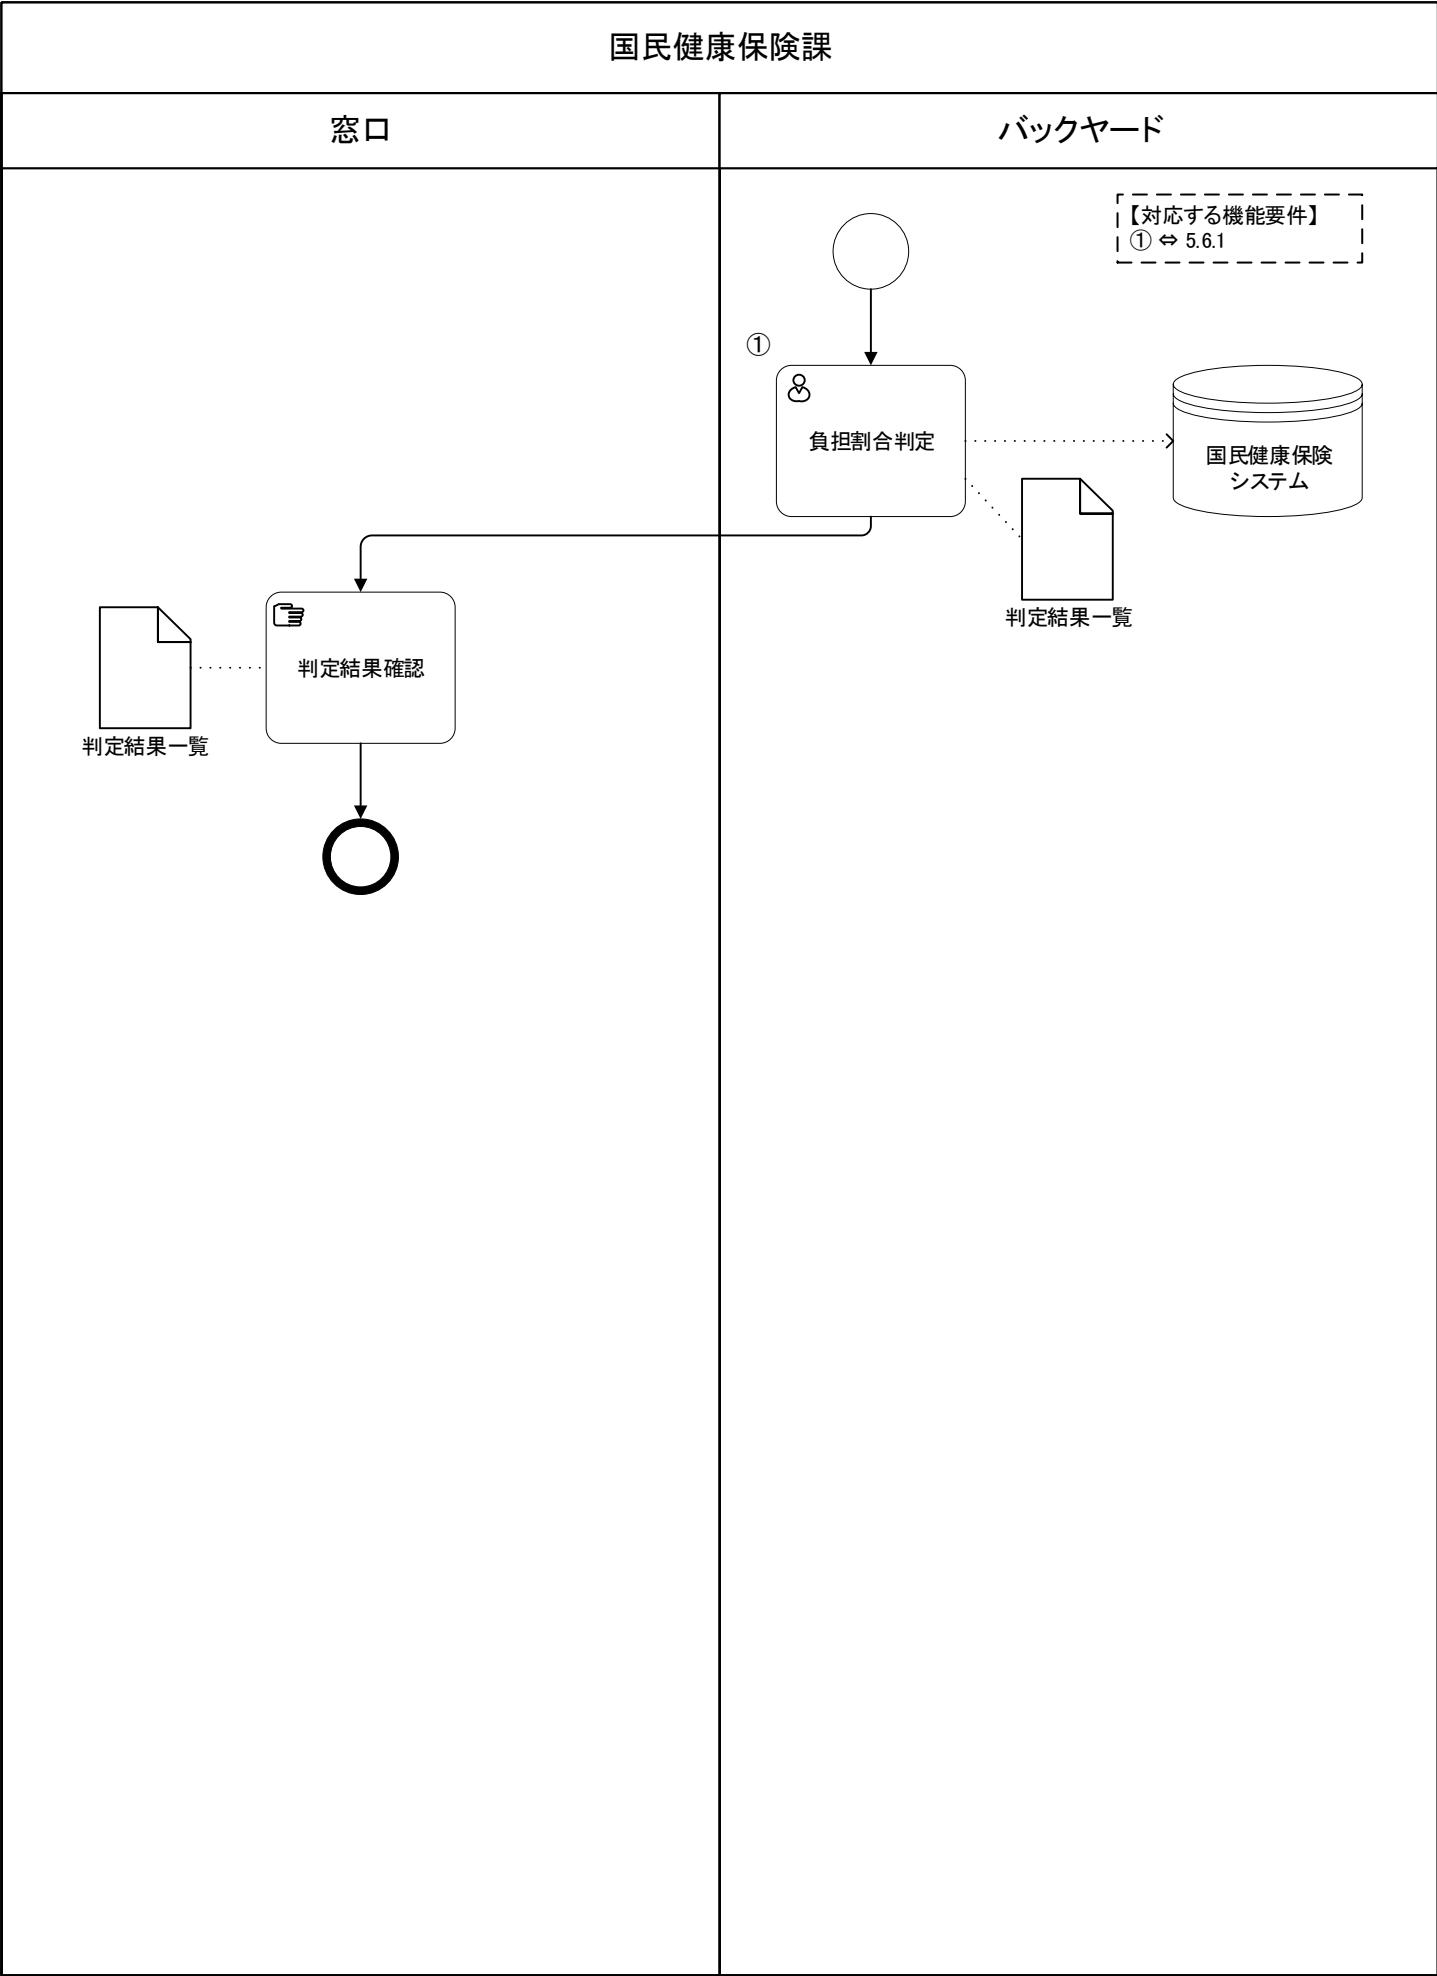 国民健康保険課
窓口
バックヤード
【対応する機能要件】
① ⇔ 5.6.1
①
負担割合判定
国民健康保険
システム
判定結果一覧
判定結果確認
判定結果一覧